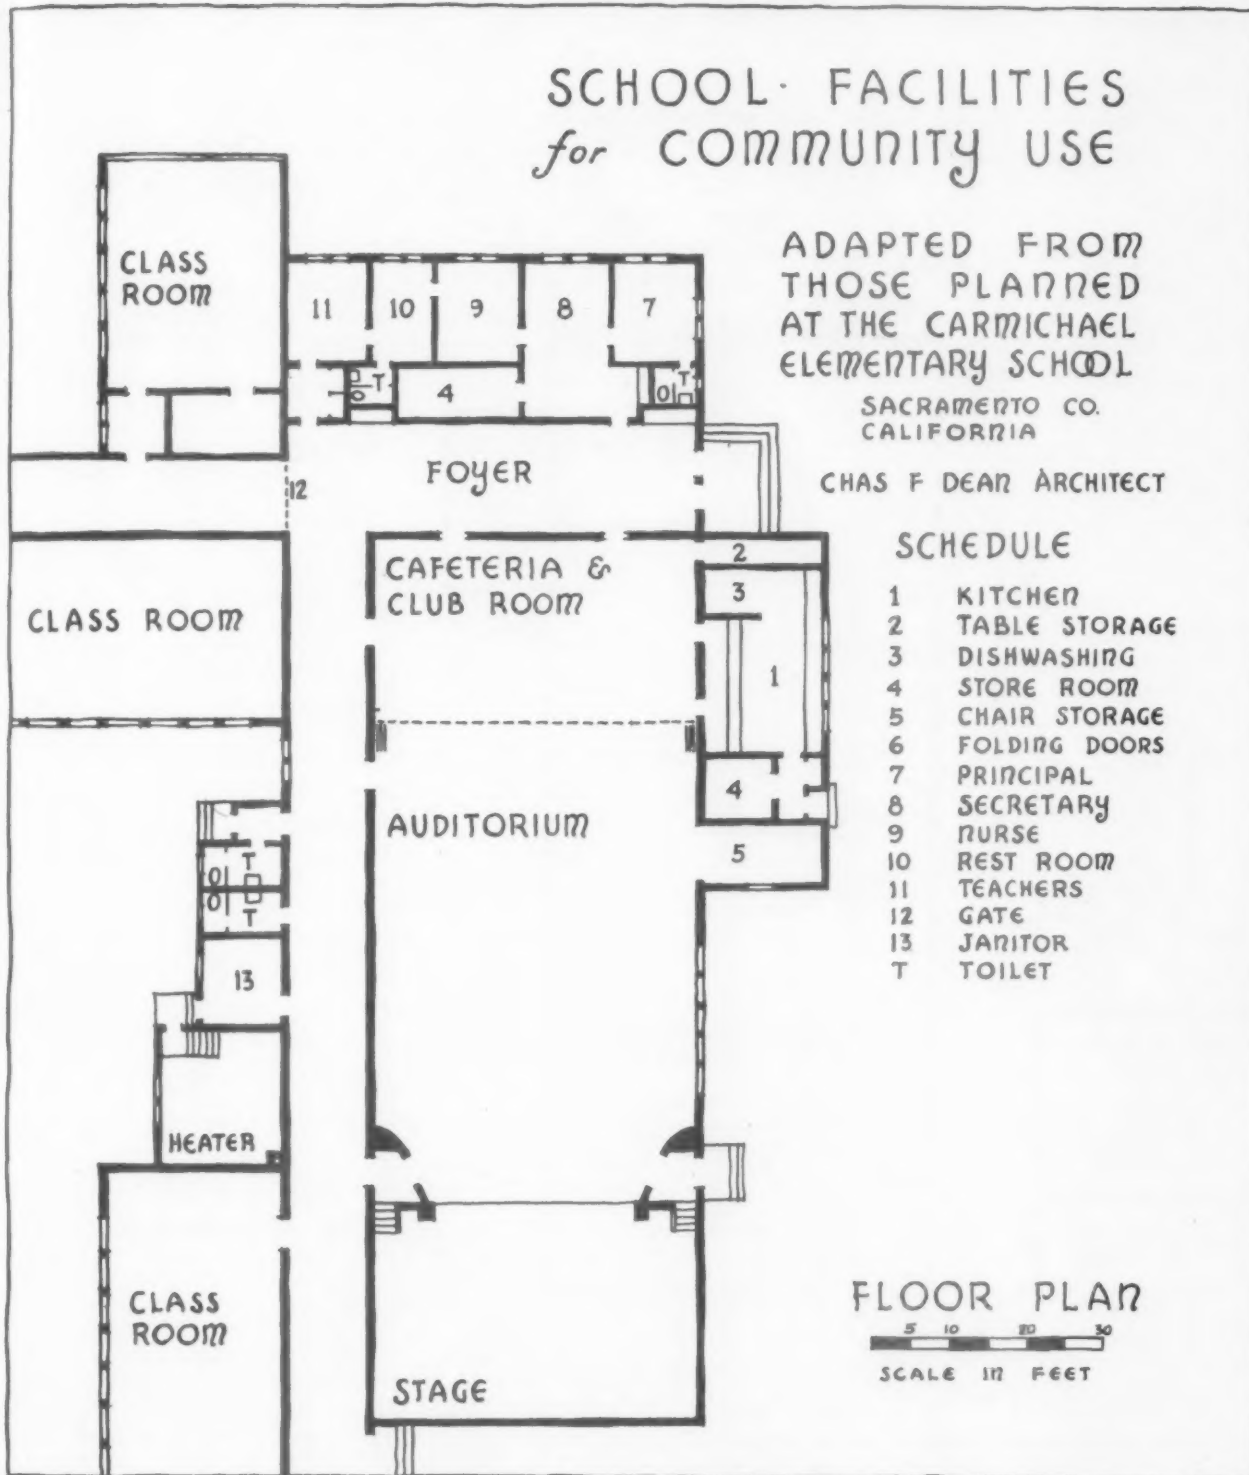 SCHOOL · FACILITIES
for COMMUNITY USE
ADAPTED FROM
THOSE PLANNED
AT THE CARMICHAEL
ELEMENTARY SCHOOL
SACRAMENTO CO.
CALIFORNIA
CHAS F DEAN ARCHITECT
SCHEDULE
1 KITCHEN
2 TABLE STORAGE
3 DISHWASHING
4 STORE ROOM
5 CHAIR STORAGE
6 FOLDING DOORS
7 PRINCIPAL
8 SECRETARY
9 NURSE
10 REST ROOM
11 TEACHERS
12 GATE
13 JANITOR
T TOILET
CLASS
ROOM
11 10 9 8 7
T 4 T
FOYER
12
CAFETERIA &
CLUB ROOM
2
3
1
CLASS ROOM
4
AUDITORIUM
5
T
T
13
HEATER
CLASS
ROOM
STAGE
FLOOR PLAN
5 10 20 30
SCALE IN FEET